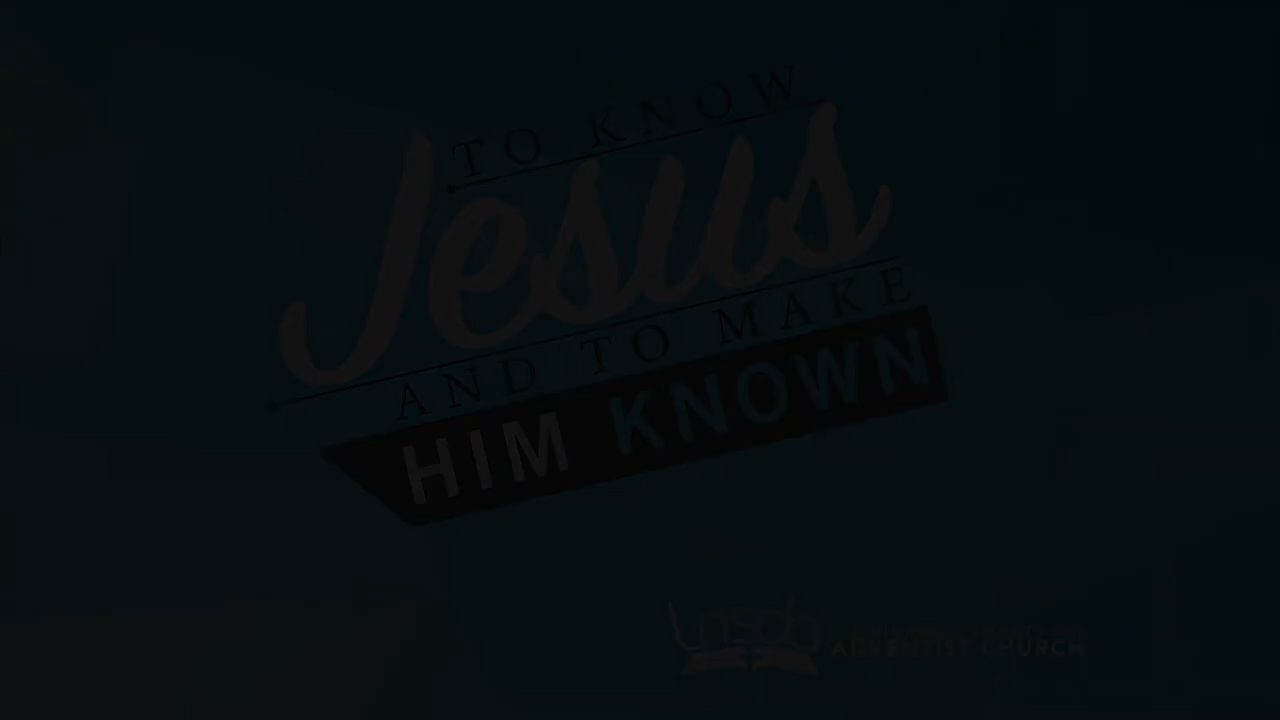 TO KNOW
Jesus
AND TO MAKE
HIM KNOWN
ADVENTIST CHURCH